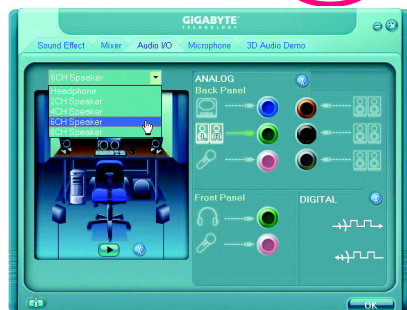 GIGABYTE™
TECHNOLOGY
Sound Effect Mixer Audio I/O Microphone 3D Audio Demo
6CH Speaker
Headphone
2CH Speaker
4CH Speaker
6CH Speaker
8CH Speaker
ANALOG
Back Panel
L R
Front Panel
DIGITAL
OK